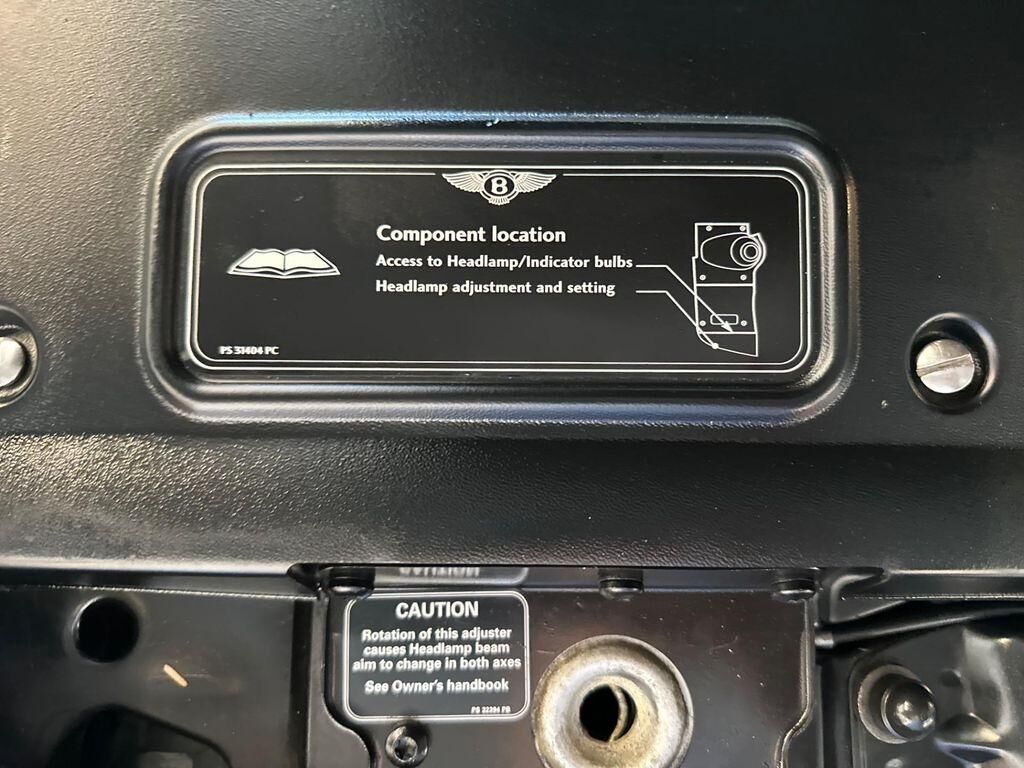 B
Component location
Access to Headlamp/Indicator bulbs
Headlamp adjustment and setting
PS 31404 PC
CAUTION
Rotation of this adjuster
causes Headlamp beam
aim to change in both axes
See Owner's handbook
PS 32394 PB